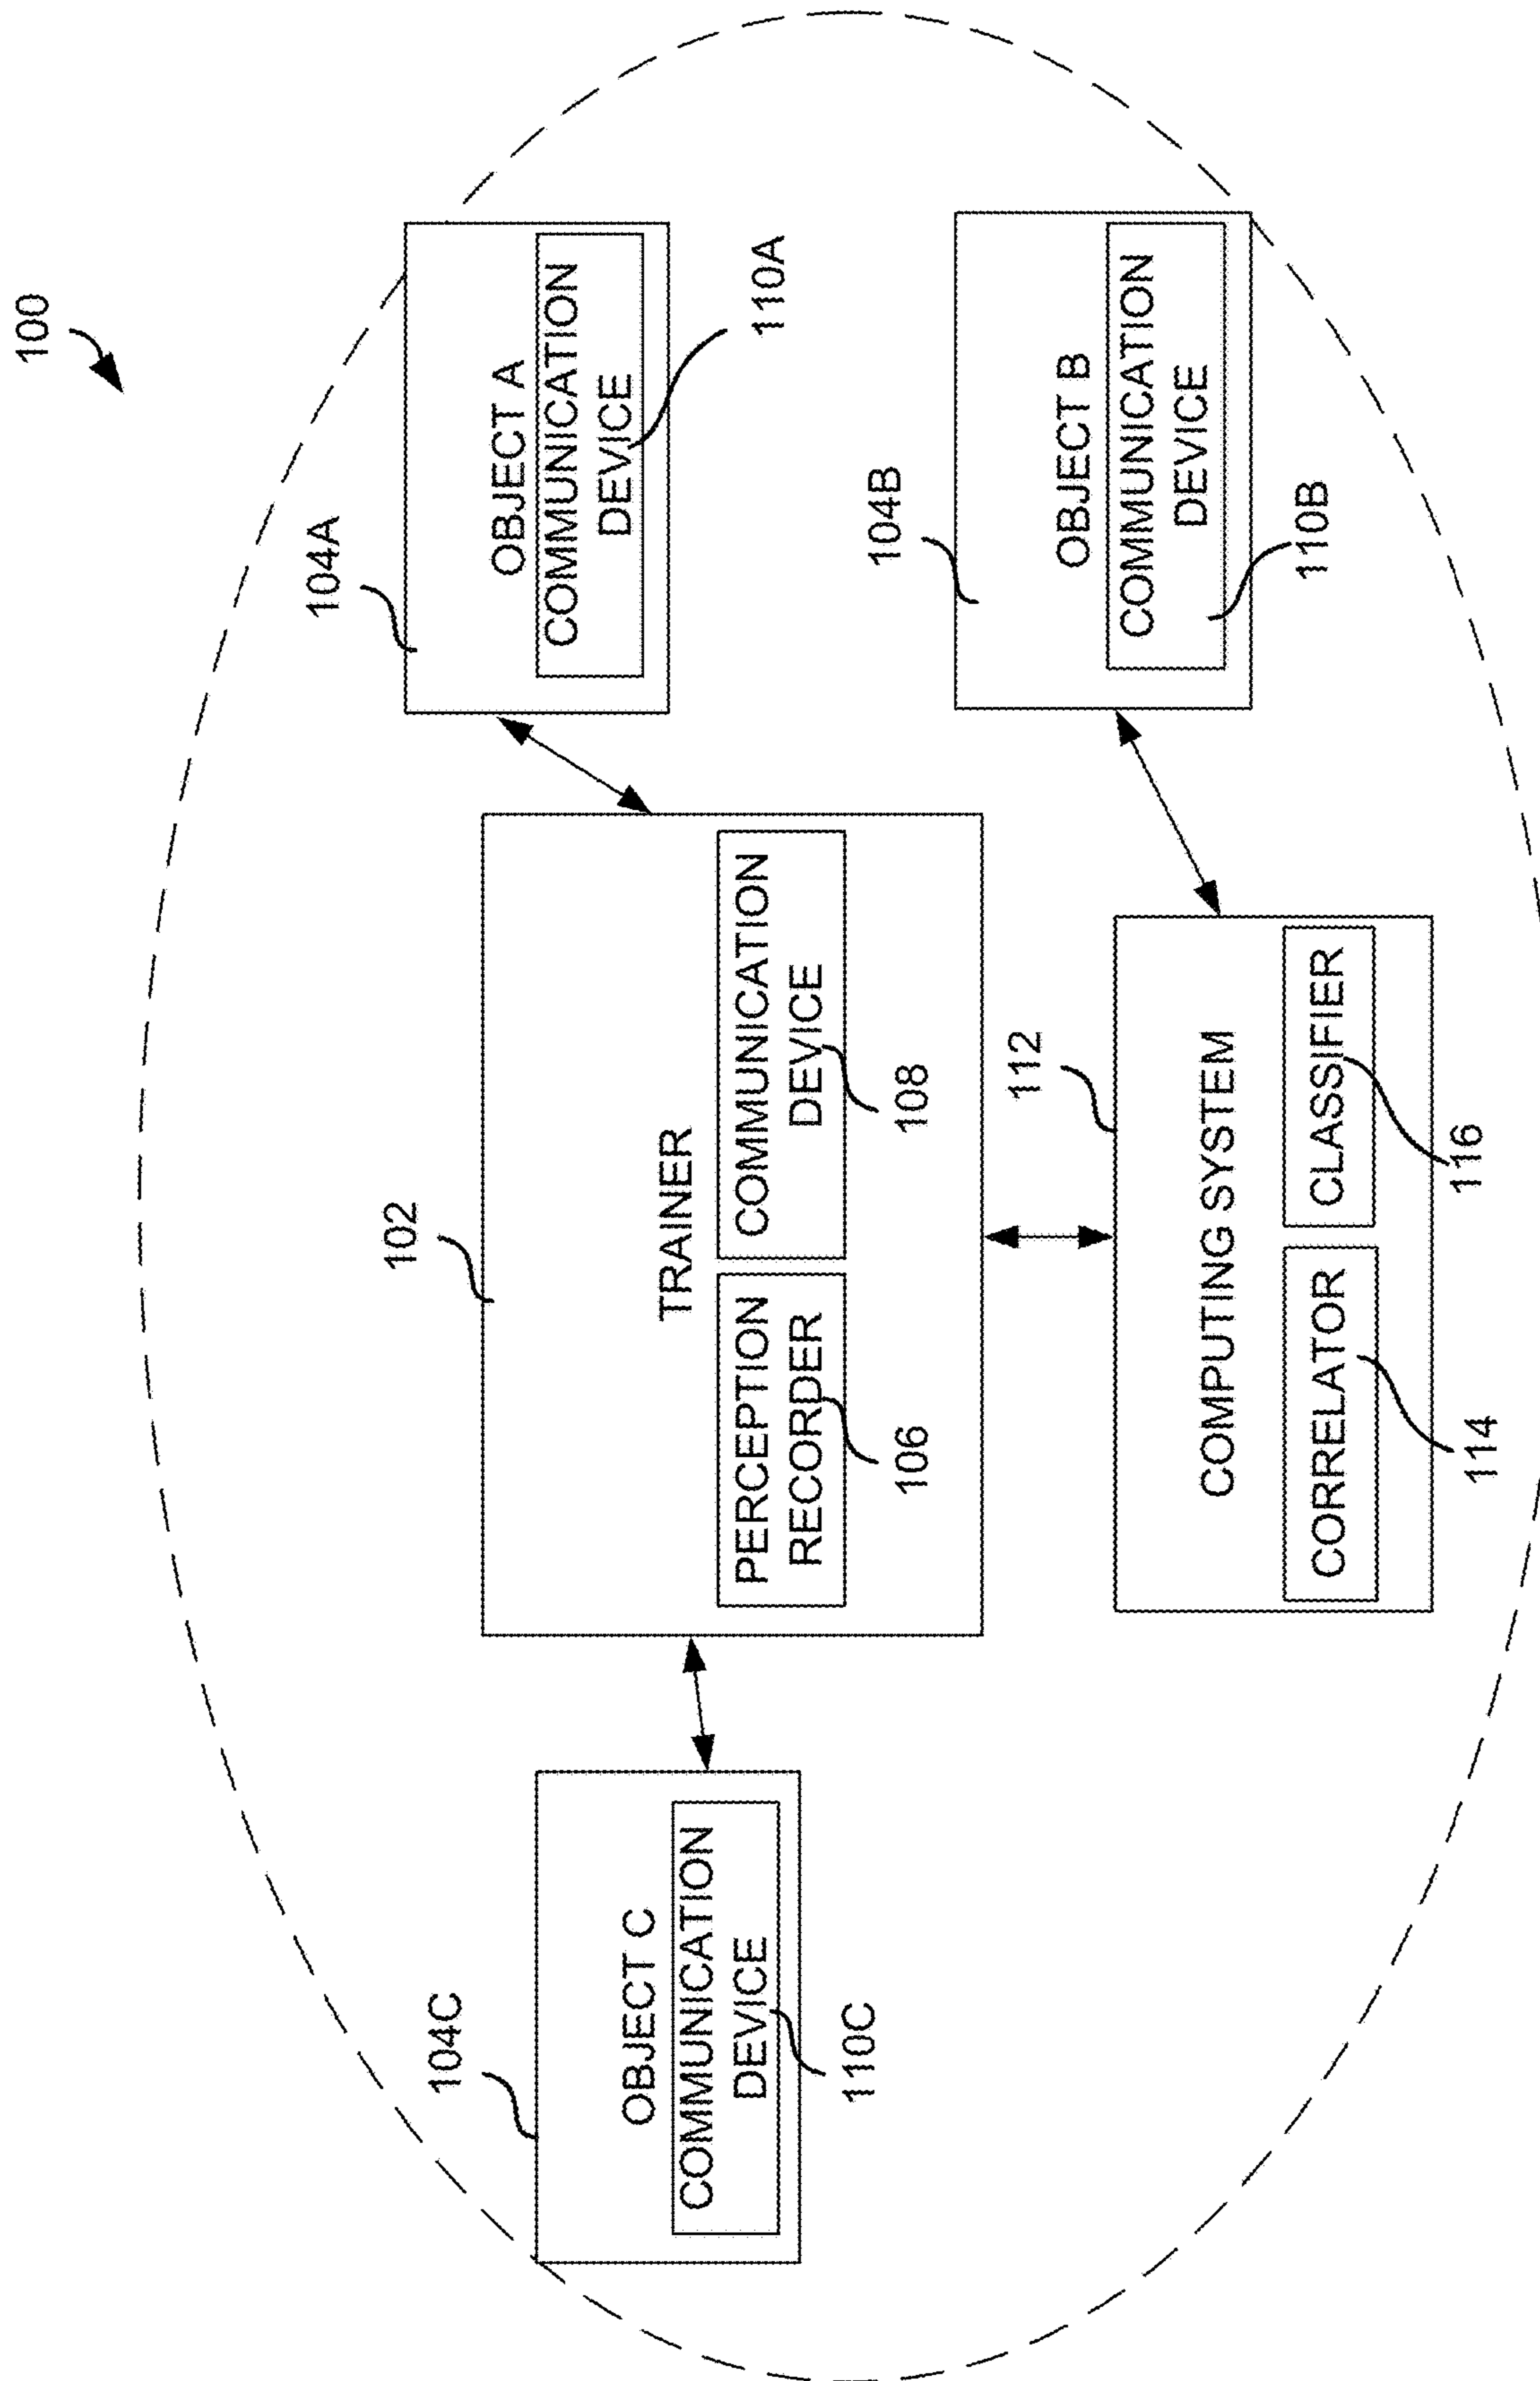 100
104A
OBJECT A
COMMUNICATION
DEVICE
110A
102
TRAINER
PERCEPTION
RECORDER
106
COMMUNICATION
DEVICE
108
104C
OBJECT C
COMMUNICATION
DEVICE
110C
104B
OBJECT B
COMMUNICATION
DEVICE
110B
112
COMPUTING SYSTEM
CORRELATOR
114
CLASSIFIER
116